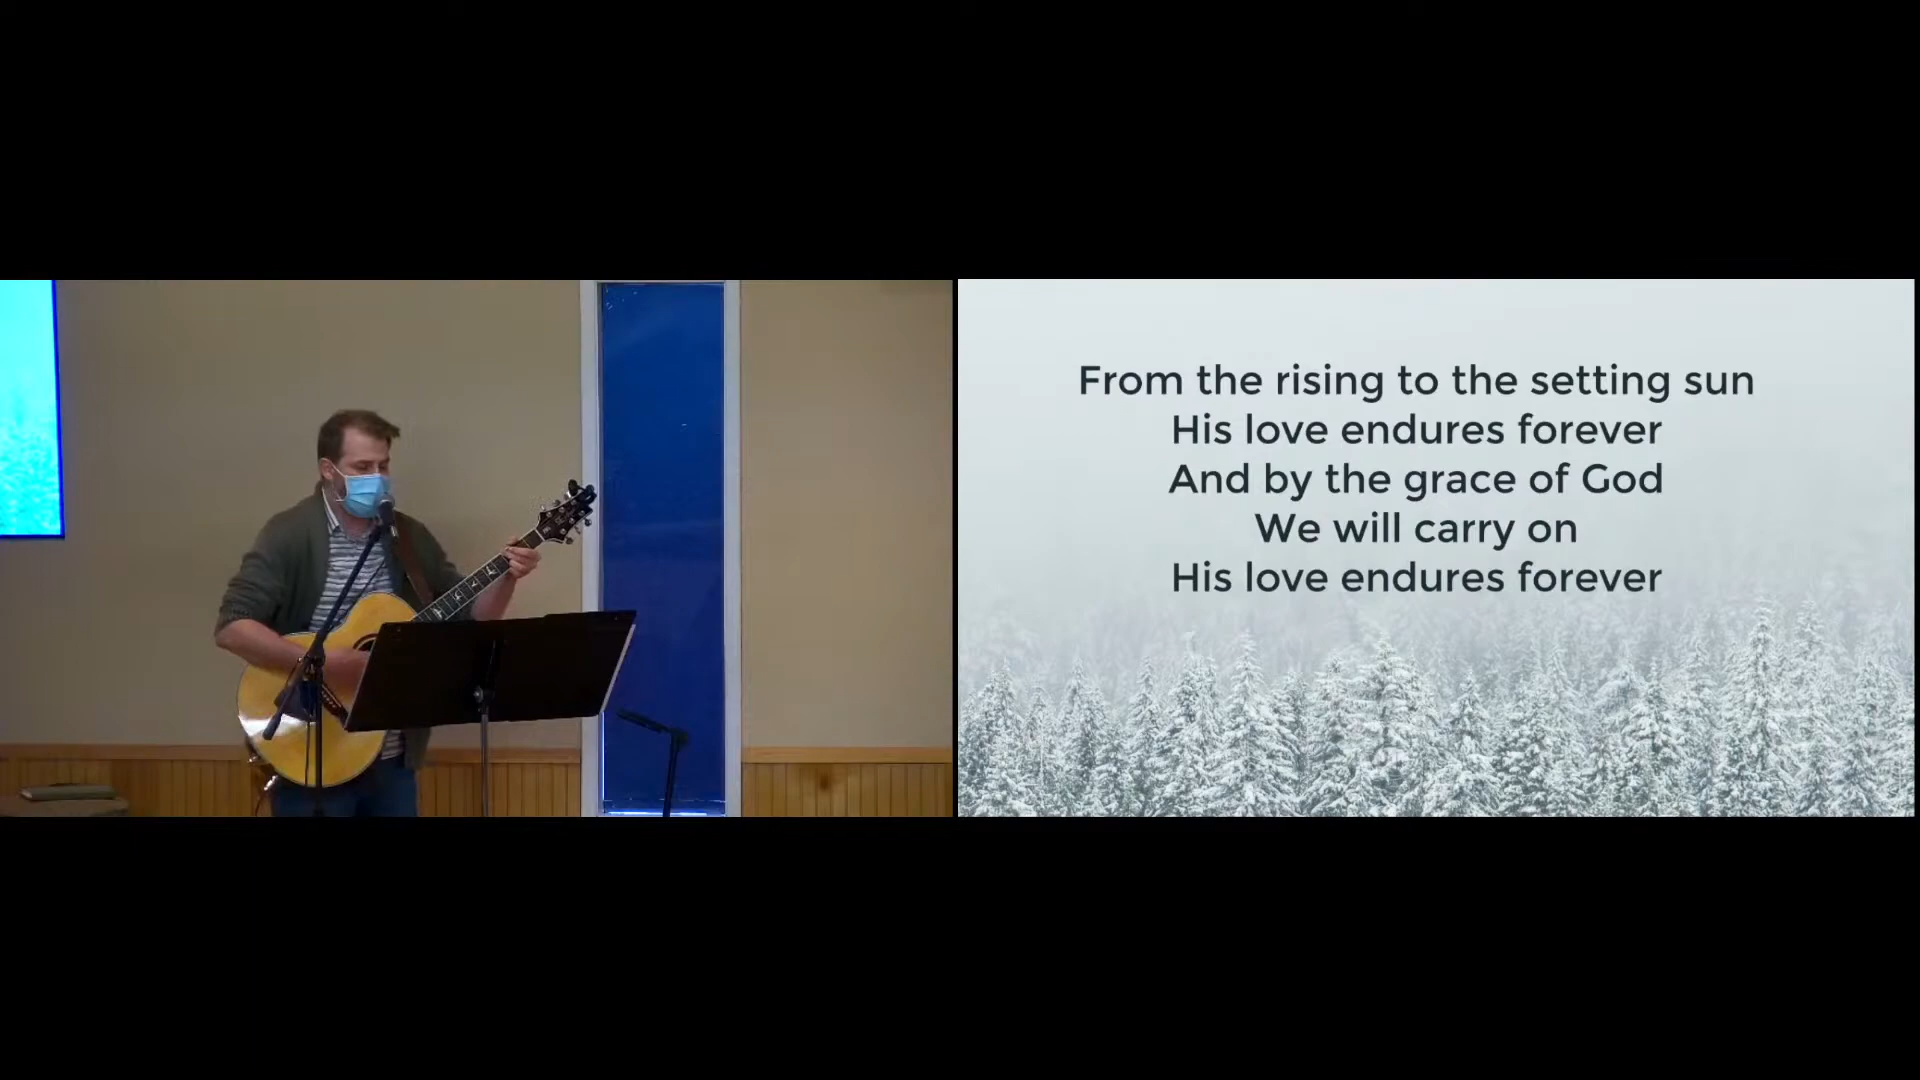 From the rising to the setting sun
His love endures forever
And by the grace of God
We will carry on
His love endures forever